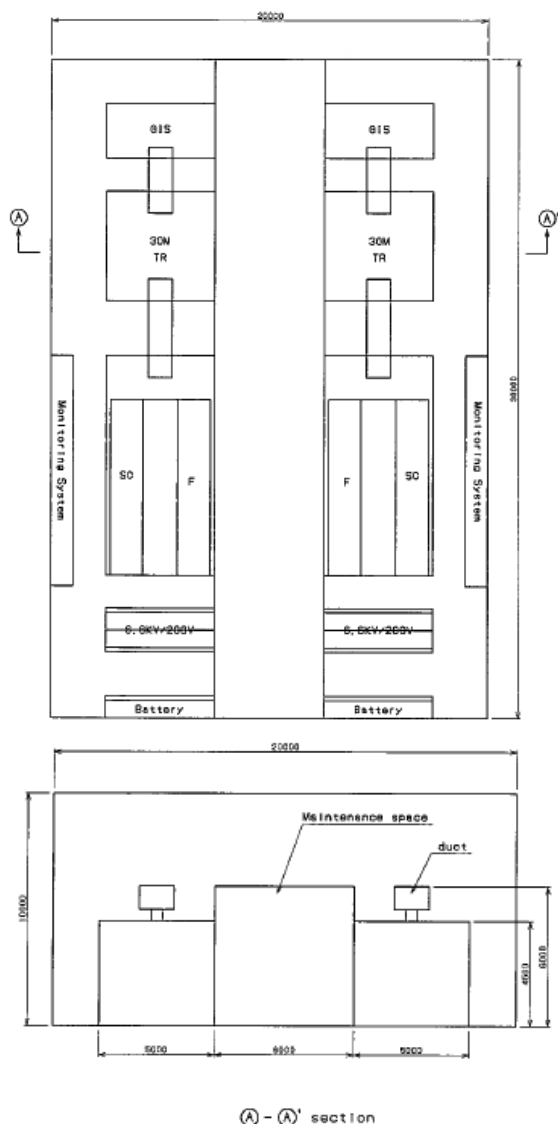 20000
GIS
GIS
Ⓐ
Ⓐ'
30M
TR
30M
TR
Monitoring System
SC
F
F
SC
Monitoring System
6.6KV/200V
6.6KV/200V
Battery
Battery
20000
Maintenance space
duct
10000
6000
5000
6000
5000
Ⓐ - Ⓐ' section